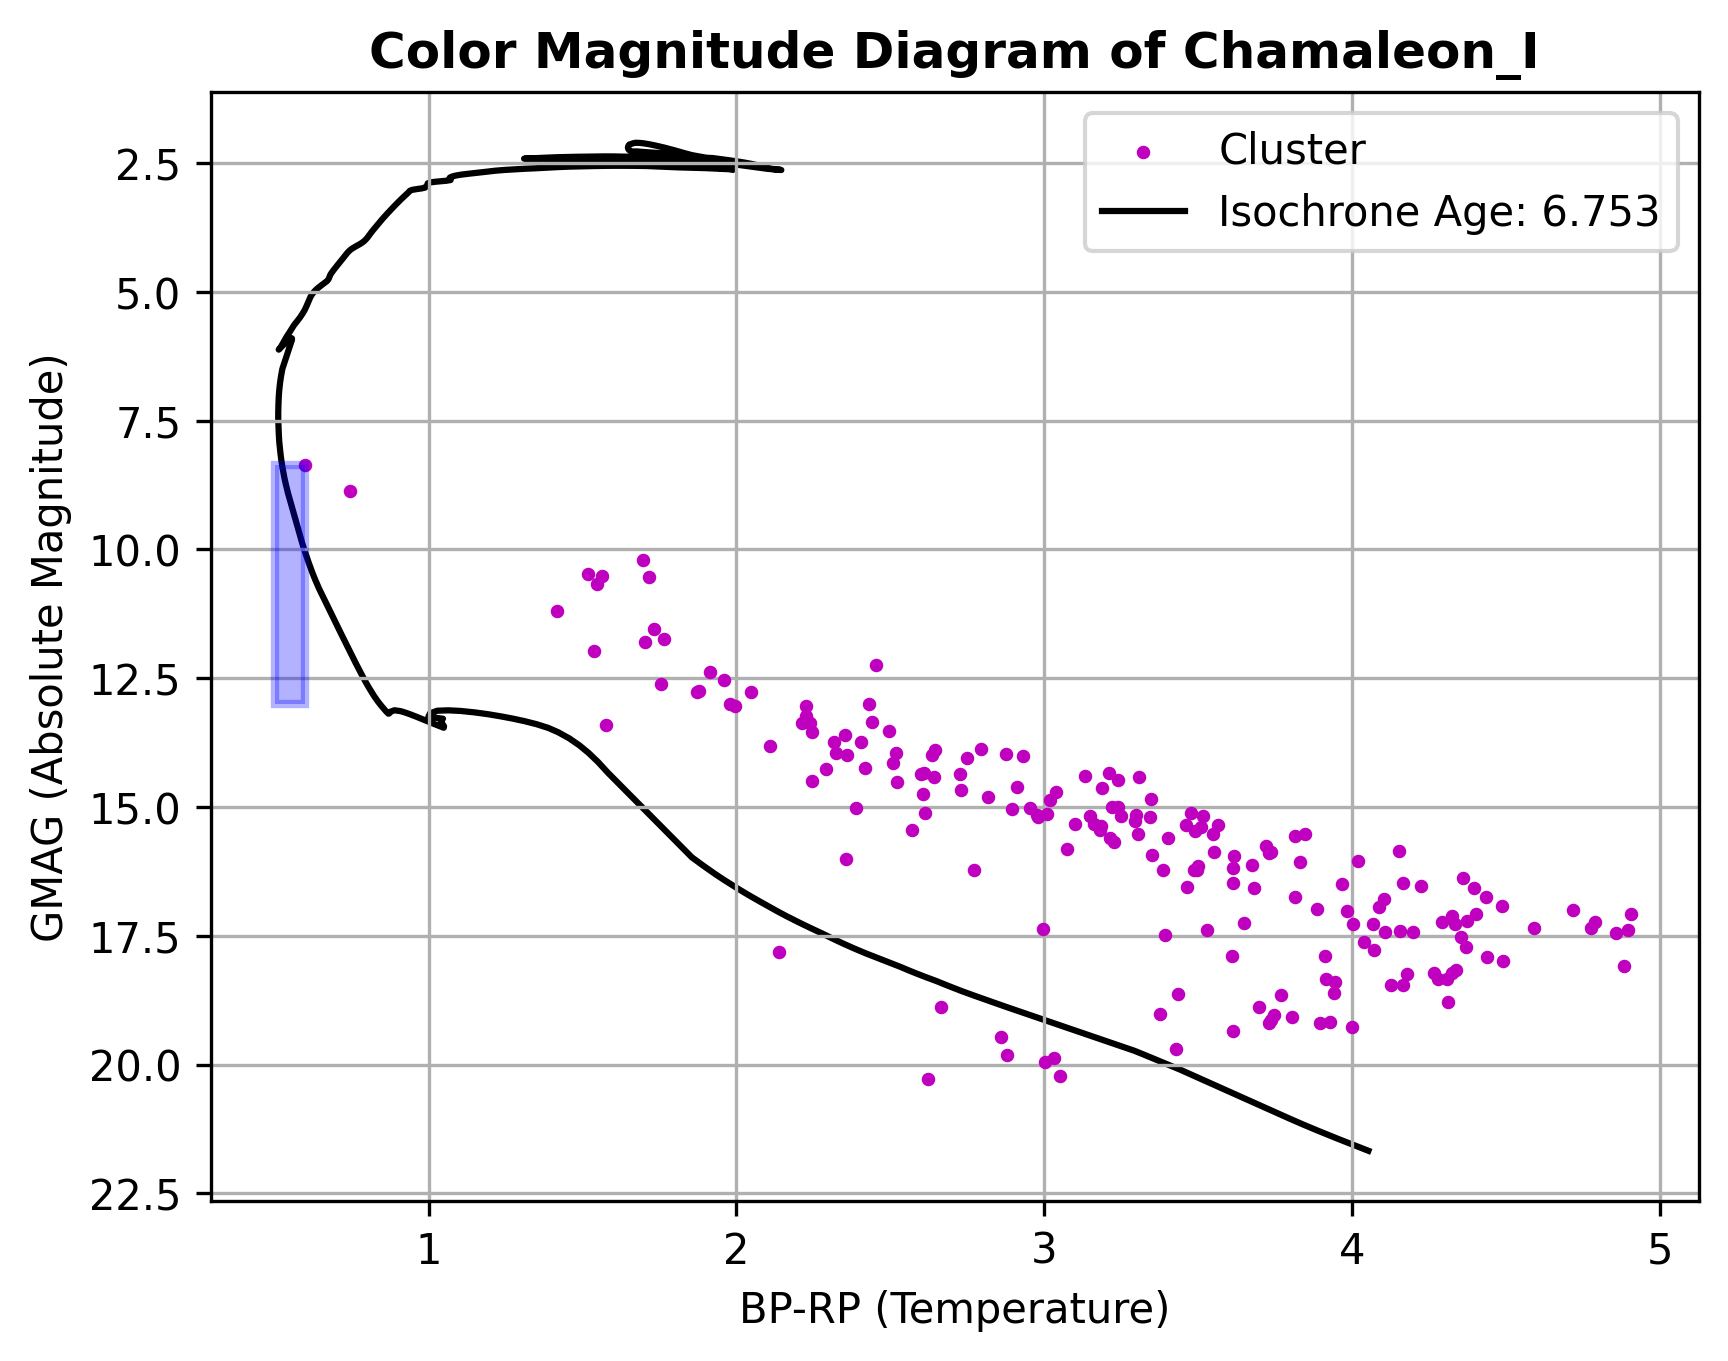 Color Magnitude Diagram of Chamaleon_I
Cluster
Isochrone Age: 6.753
GMAG (Absolute Magnitude)
2.5
5.0
7.5
10.0
12.5
15.0
17.5
20.0
22.5
1 2 3 4 5
BP-RP (Temperature)